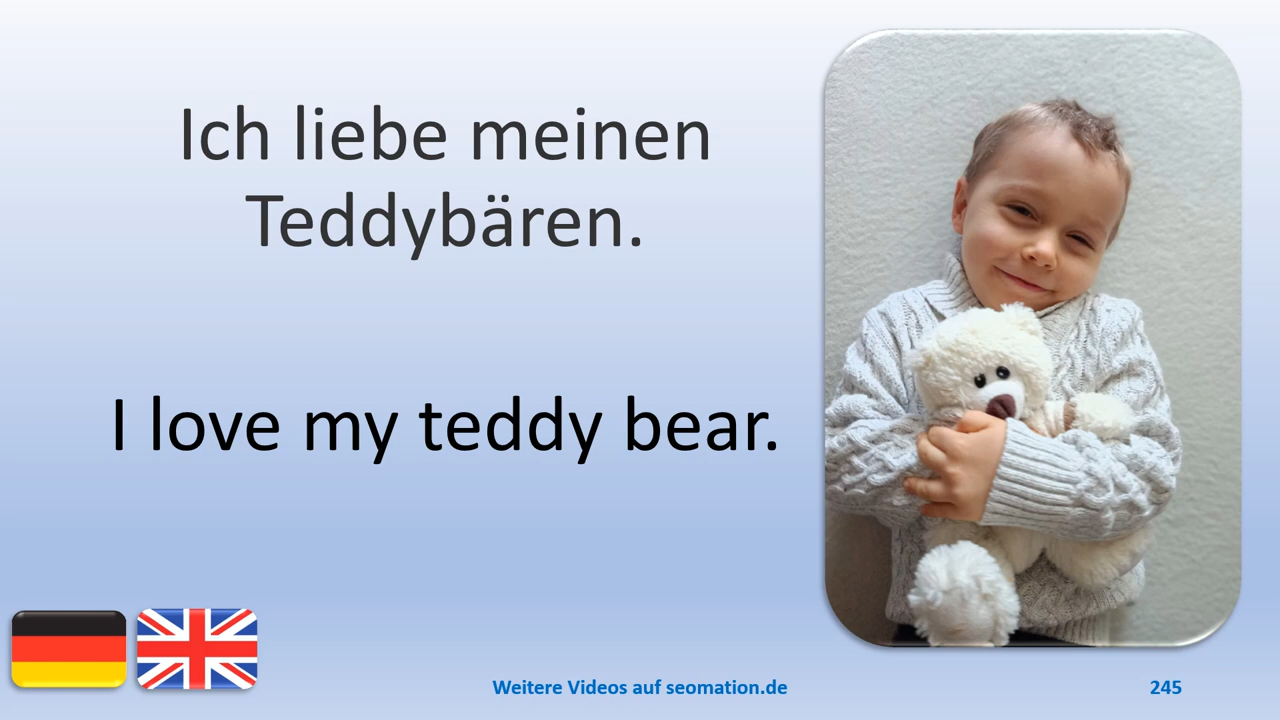 Ich liebe meinen
Teddybären.
I love my teddy bear.
Weitere Videos auf seomation.de
245